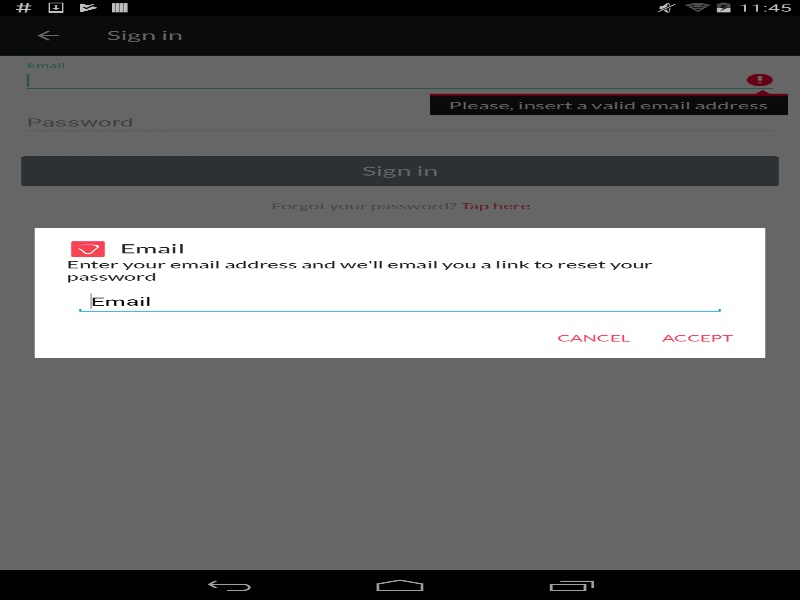 11:45
Sign in
Email
Please, insert a valid email address
Password
Sign in
Forgot your password? Tap here
Email
Enter your email address and we'll email you a link to reset your
password
Email
CANCEL ACCEPT